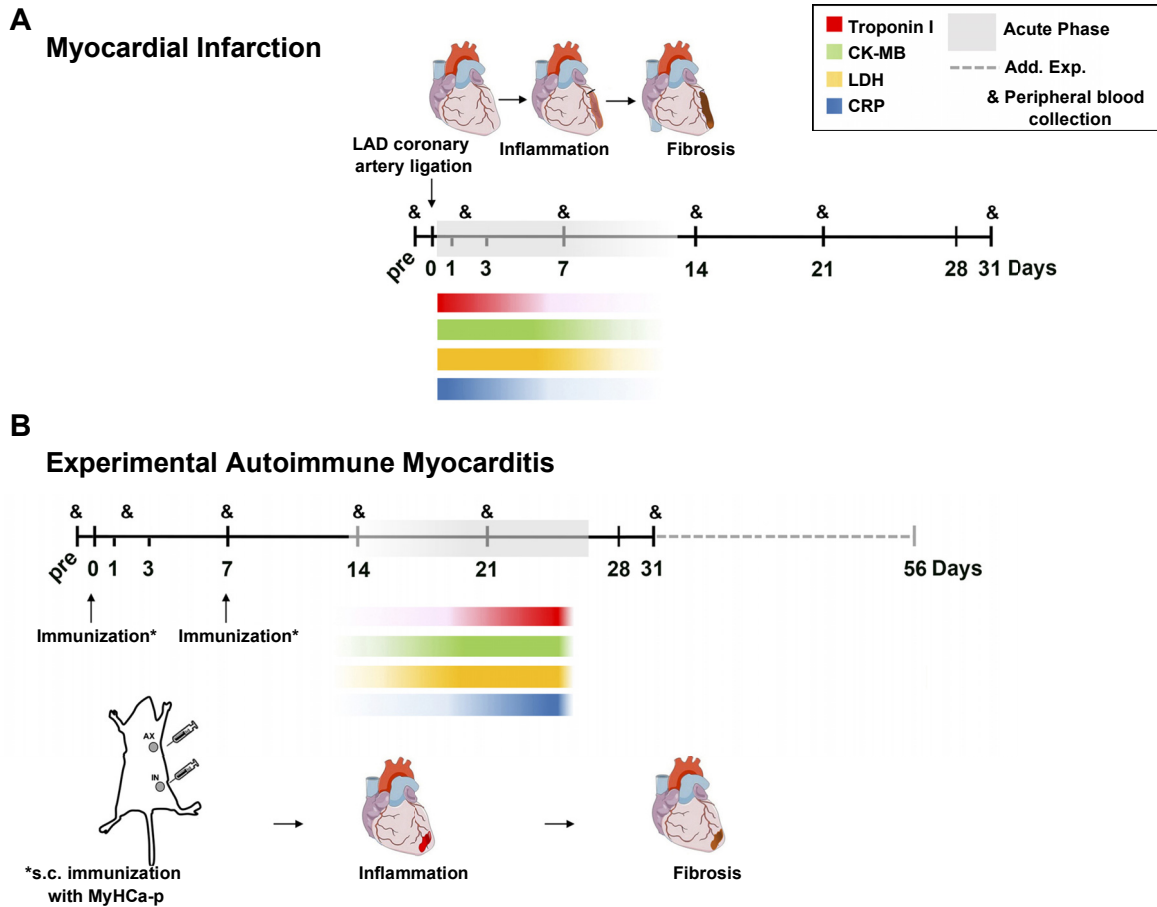 A
Myocardial Infarction
Troponin I
CK-MB
LDH
CRP
Acute Phase
Add. Exp.
& Peripheral blood
collection
LAD coronary
artery ligation
Inflammation
Fibrosis
& & & & & &
pre 0 1 3 7 14 21 28 31 Days
B
Experimental Autoimmune Myocarditis
& & & & & &
pre 0 1 3 7 14 21 28 31 56 Days
Immunization* Immunization*
AX
IN
*s.c. immunization
with MyHCa-p
Inflammation
Fibrosis